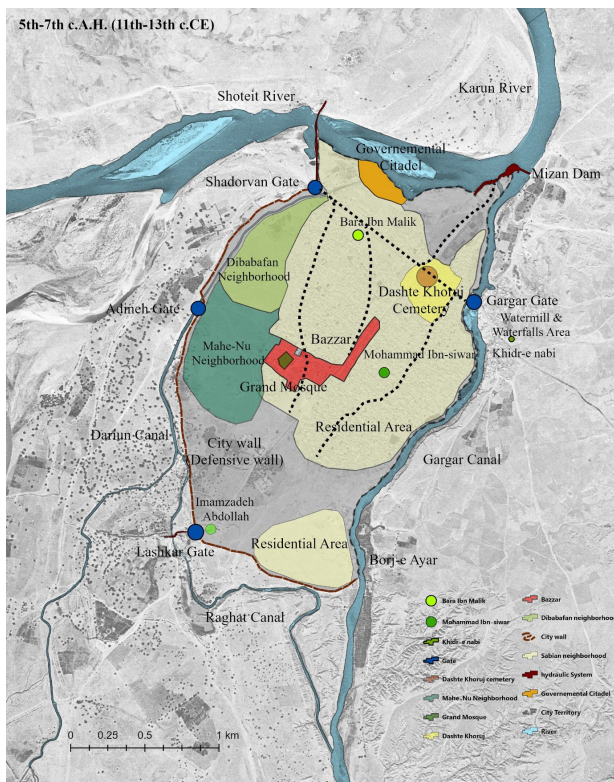 5th-7th c.A.H. (11th-13th c.CE)
Karun River
Shoteit River
Governemental
Citadel
Mizan Dam
Shadorvan Gate
Bara Ibn Malik
Dibabafan
Neighborhood
Dashte Khoruj
Cemetery
Gargar Gate
Adineh Gate
Watermill &
Waterfalls Area
Bazzar
Mahe-Nu
Neighborhood
Mohammad Ibn-siwar
Khidr-e nabi
Grand Mosque
Residential Area
Dariun Canal
City wall
(Defensive wall)
Gargar Canal
Imamzadeh
Abdollah
Lashkar Gate
Residential Area
Borj-e Ayar
Raghat Canal
Bara Ibn Malik
Mohammad Ibn-siwar
Khidr-e nabi
Gate
Dashte Khoruj cemetery
Mahe-Nu Neighborhood
Grand Mosque
Dashte Khoruj
Bazzar
Dibabafan neighborhood
City wall
Sabian neighborhood
hydraulic System
Governemental Citadel
City Territory
River
0 0.25 0.5 1 km